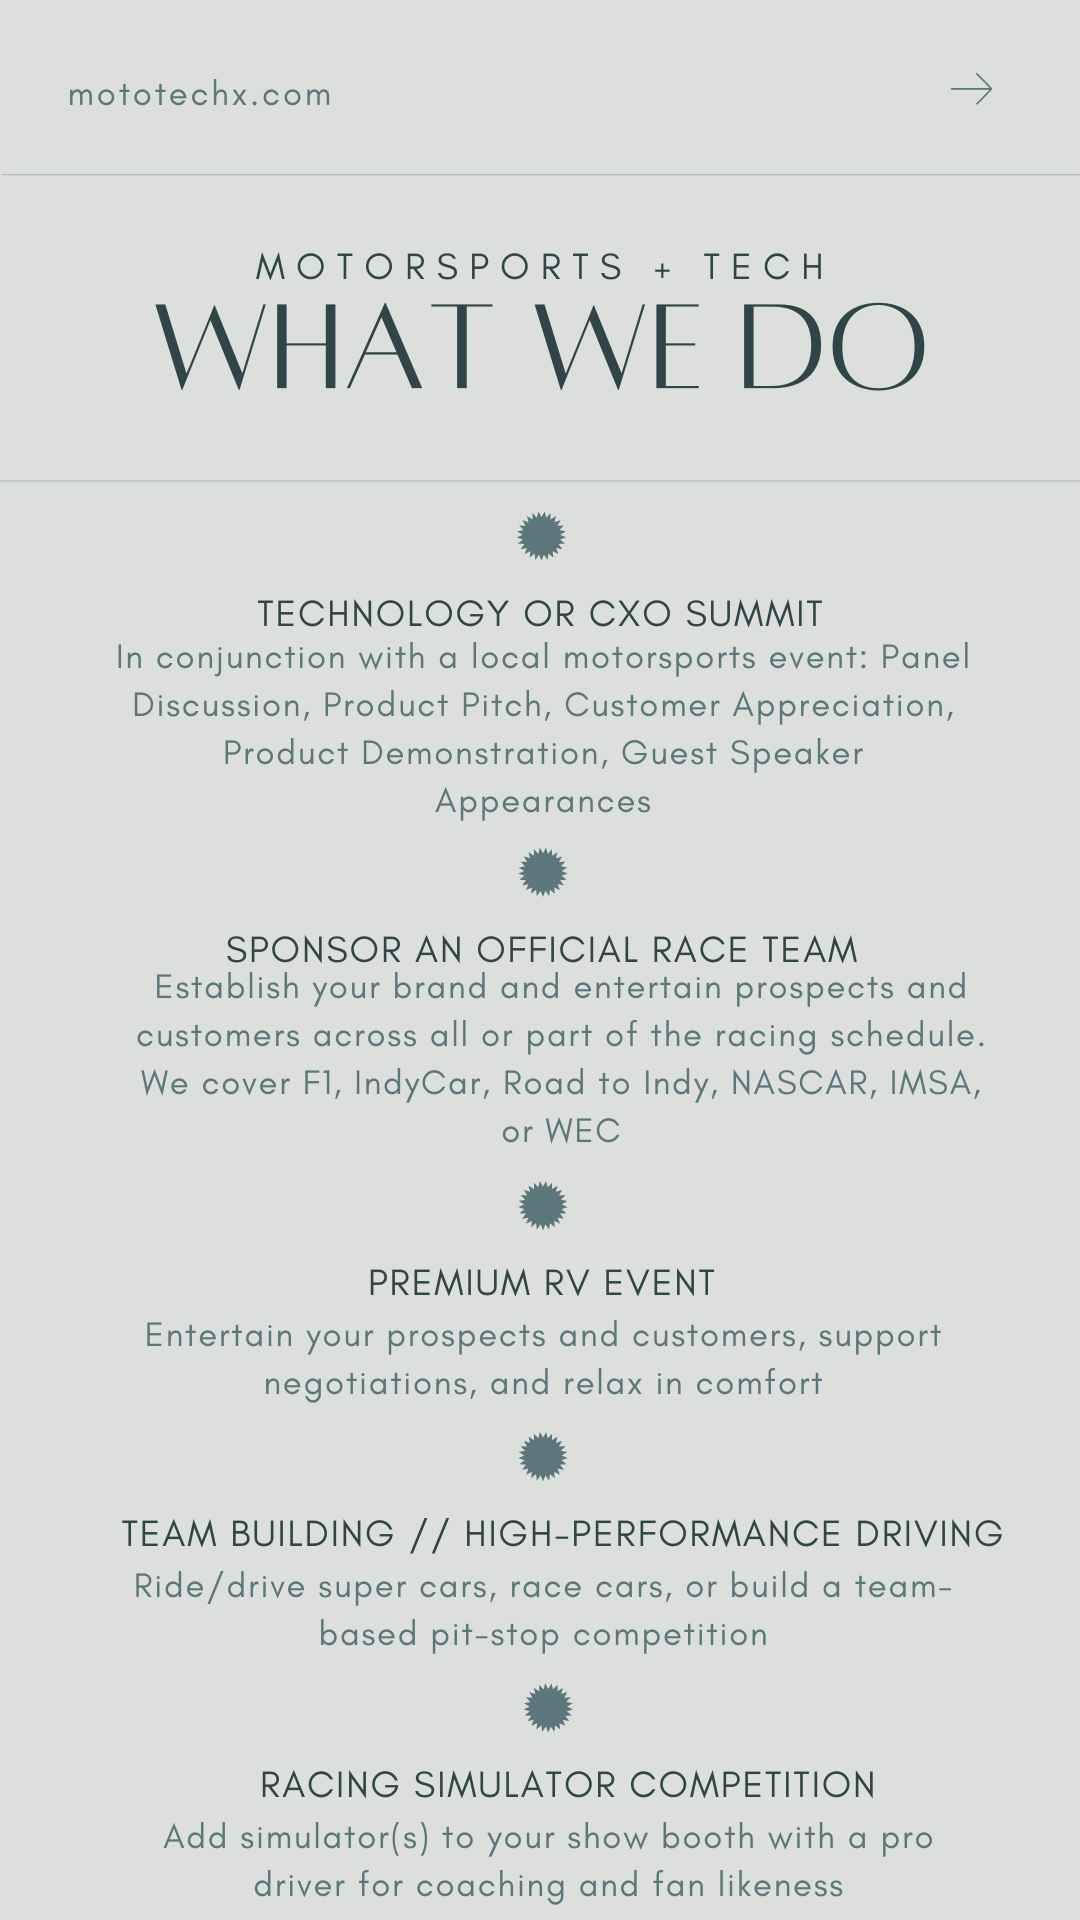 mototechx.com
MOTORSPORTS + TECH
WHAT WE DO
TECHNOLOGY OR CXO SUMMIT
In conjunction with a local motorsports event: Panel
Discussion, Product Pitch, Customer Appreciation,
Product Demonstration, Guest Speaker
Appearances
SPONSOR AN OFFICIAL RACE TEAM
Establish your brand and entertain prospects and
customers across all or part of the racing schedule.
We cover F1, IndyCar, Road to Indy, NASCAR, IMSA,
or WEC
PREMIUM RV EVENT
Entertain your prospects and customers, support
negotiations, and relax in comfort
TEAM BUILDING // HIGH-PERFORMANCE DRIVING
Ride/drive super cars, race cars, or build a team-
based pit-stop competition
RACING SIMULATOR COMPETITION
Add simulator(s) to your show booth with a pro
driver for coaching and fan likeness